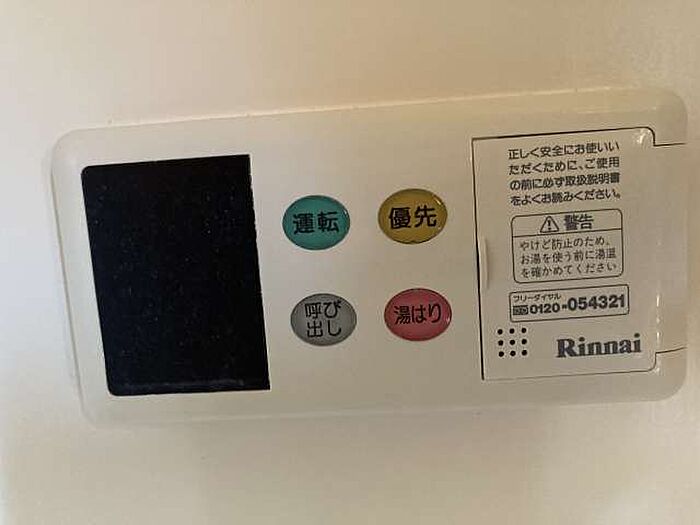 運転
優先
呼び
出し
湯はり
正しく安全にお使いい
ただくために、ご使用
の前に必ず取扱説明書
をよくお読みください。
警告
やけど防止のため、
お湯を使う前に湯温
を確かめてください
フリーダイヤル
0120-054321
Rinnai